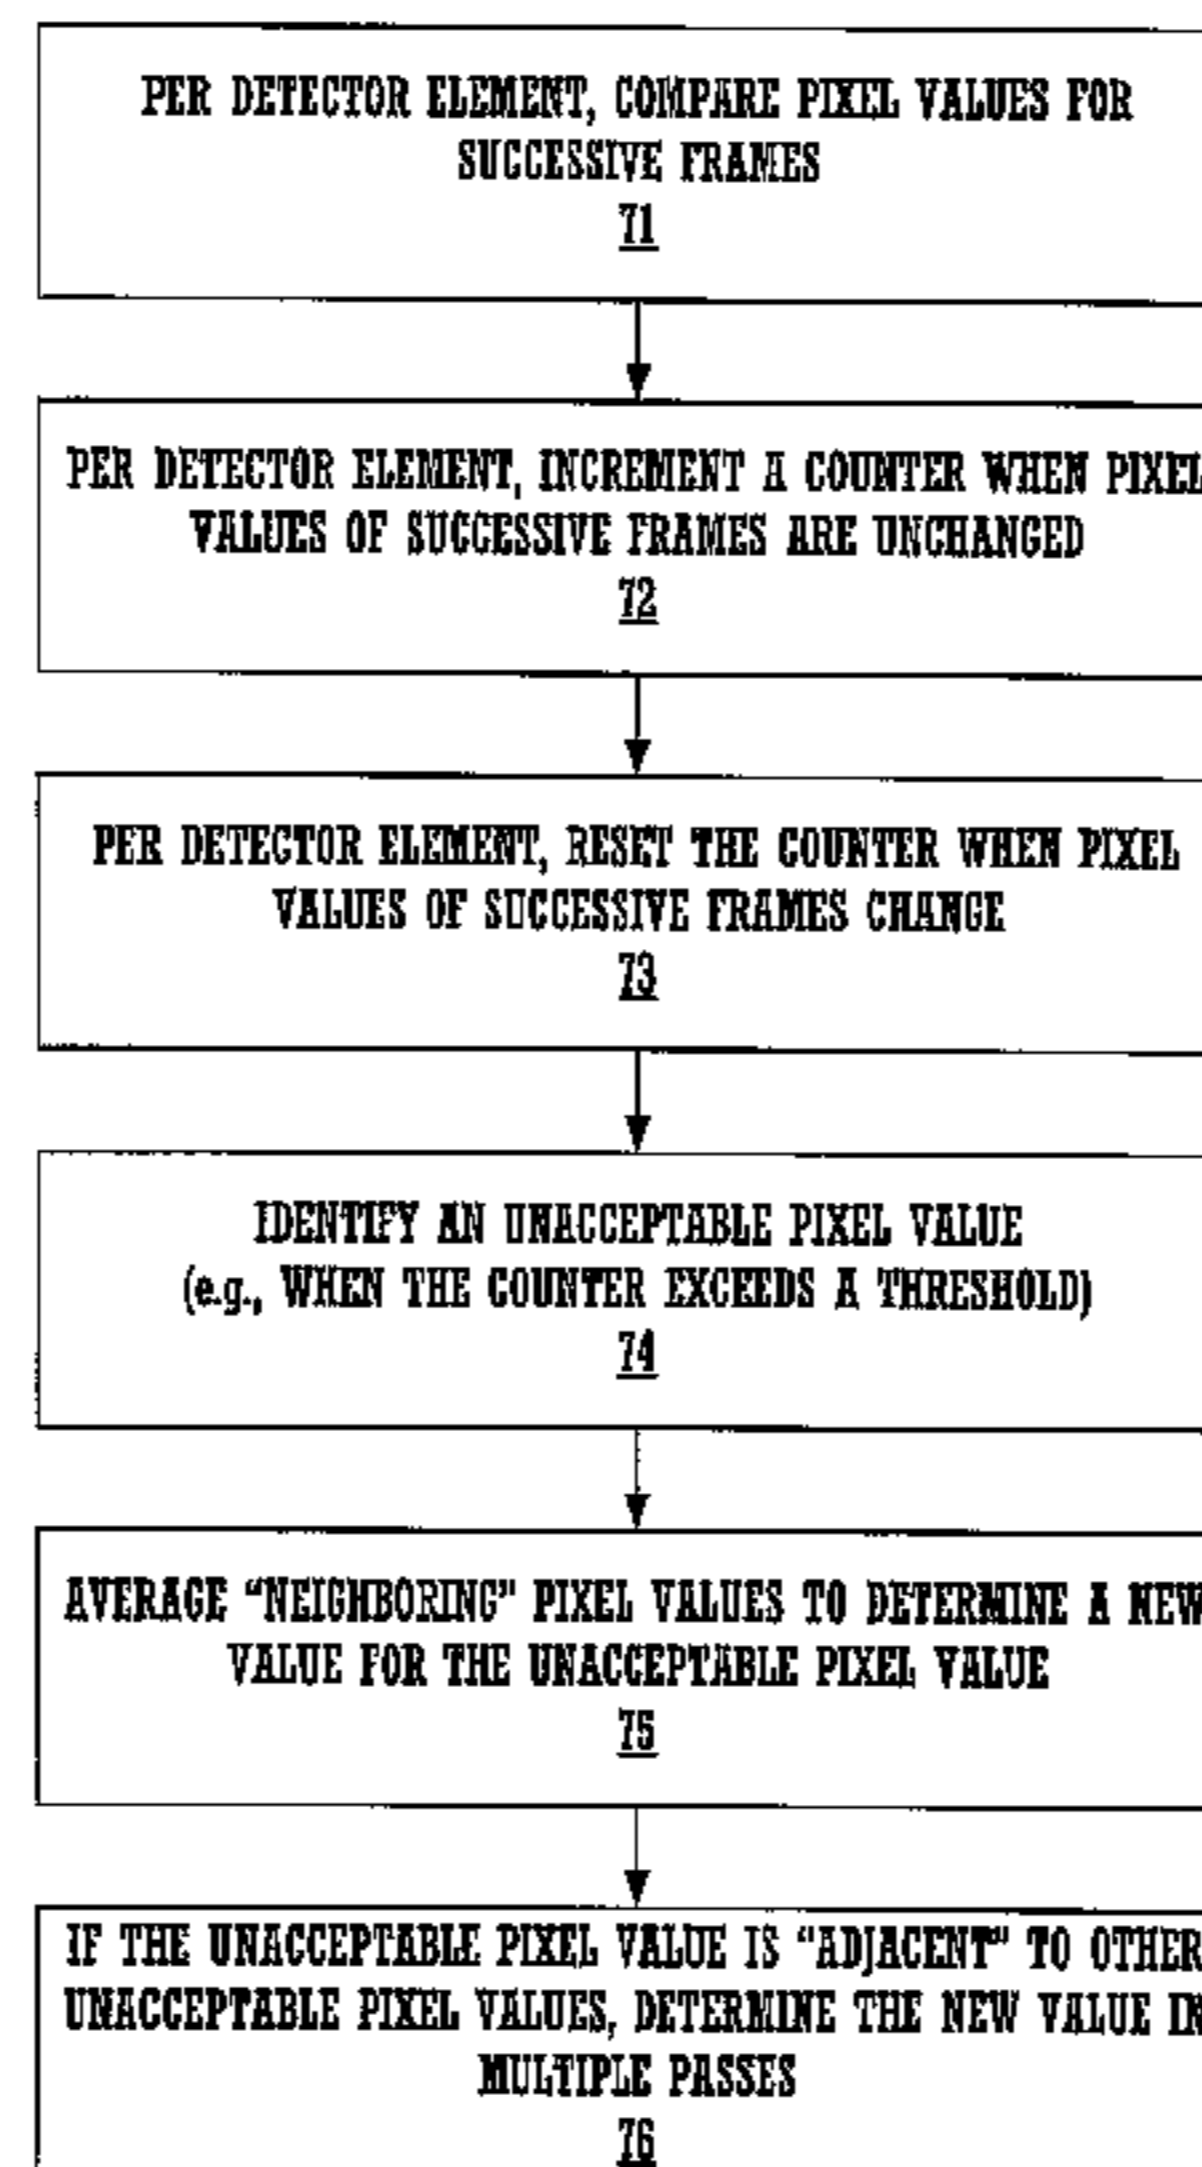 PER DETECTOR ELEMENT, COMPARE PIXEL VALUES FOR
SUCCESSIVE FRAMES
71
PER DETECTOR ELEMENT, INCREMENT A COUNTER WHEN PIXEL
VALUES OF SUCCESSIVE FRAMES ARE UNCHANGED
72
PER DETECTOR ELEMENT, RESET THE COUNTER WHEN PIXEL
VALUES OF SUCCESSIVE FRAMES CHANGE
73
IDENTIFY AN UNACCEPTABLE PIXEL VALUE
(e.g., WHEN THE COUNTER EXCEEDS A THRESHOLD)
74
AVERAGE “NEIGHBORING” PIXEL VALUES TO DETERMINE A NEW
VALUE FOR THE UNACCEPTABLE PIXEL VALUE
75
IF THE UNACCEPTABLE PIXEL VALUE IS “ADJACENT” TO OTHER
UNACCEPTABLE PIXEL VALUES, DETERMINE THE NEW VALUE IN
MULTIPLE PASSES
76